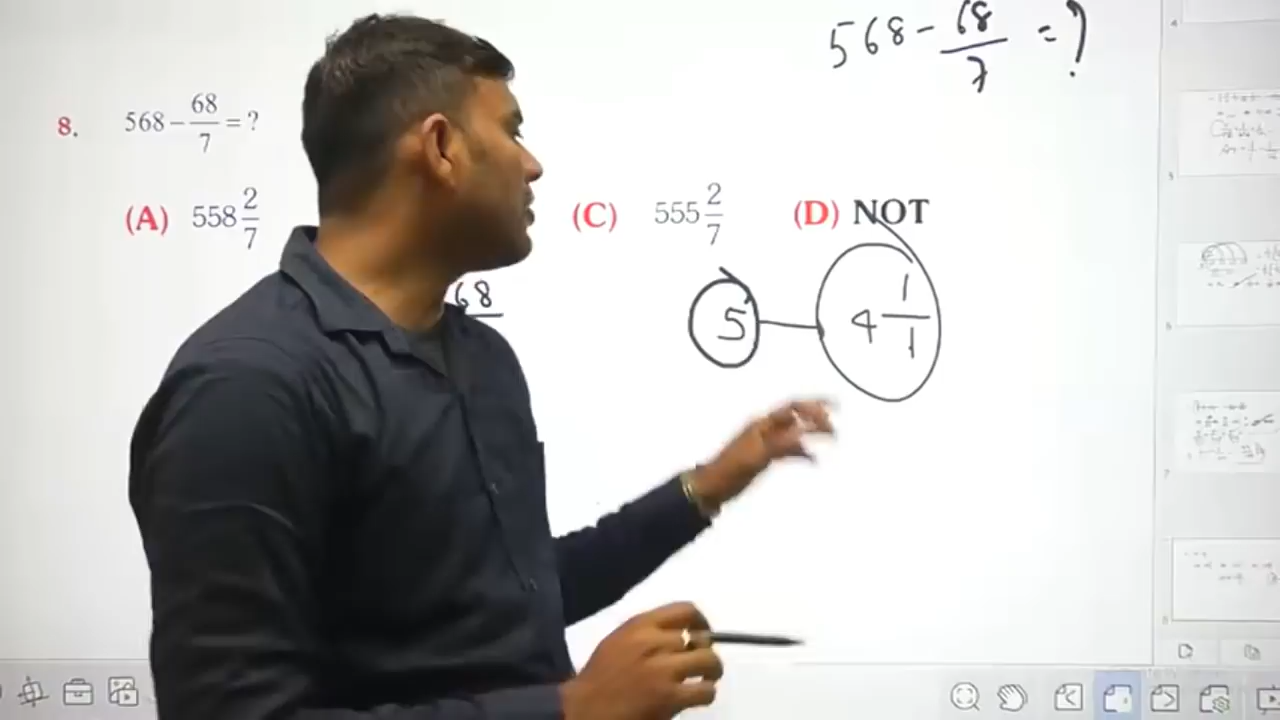 568 - 68/7 = ?
8. 568 - 68/7 = ?
(A) 558 2/7 (C) 555 2/7 (D) NOT
68
5 4 1/1